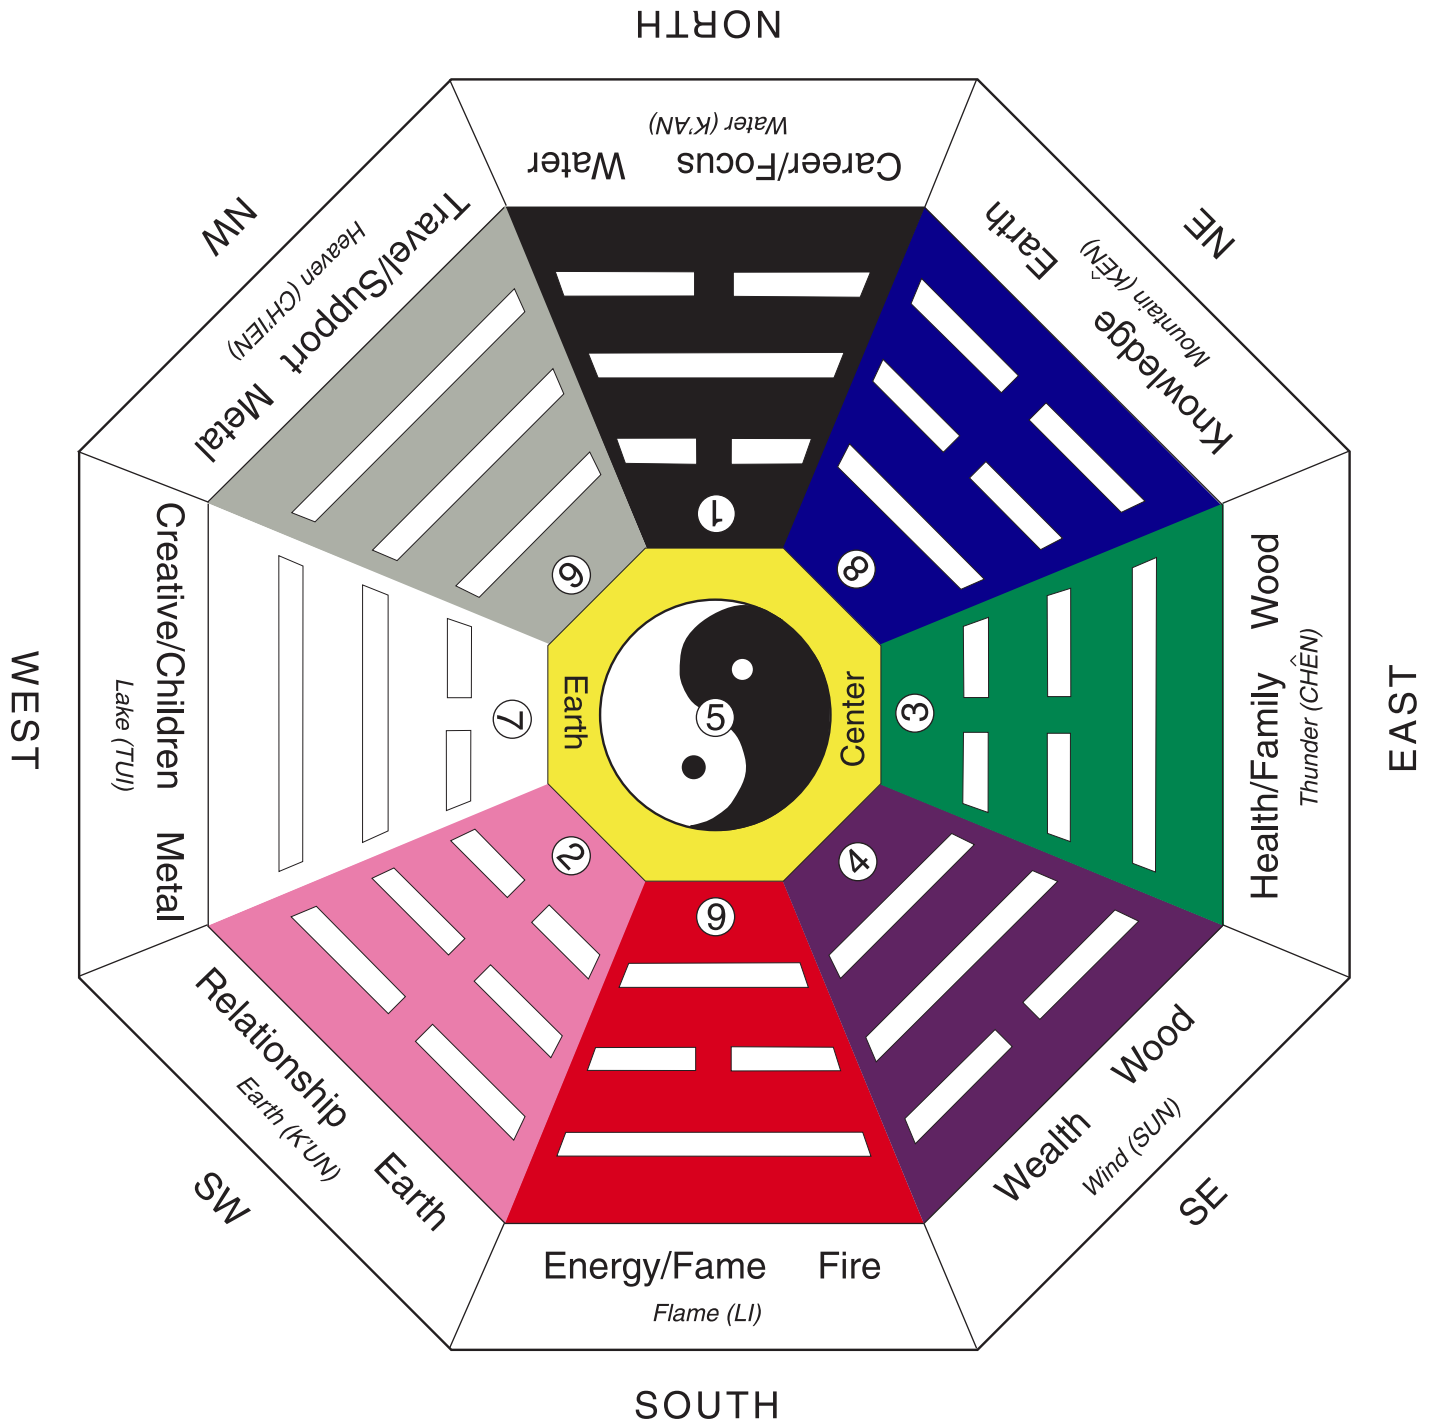 NORTH
Water (K'AN)
Career/Focus Water
1
NE
Mountain (KÊN)
Knowledge Earth
8
EAST
Thunder (CHÊN)
Health/Family Wood
3
SE
Wind (SUN)
Wealth Wood
4
SOUTH
Energy/Fame Fire
Flame (LI)
9
SW
Relationship Earth
Earth (K'UN)
2
WEST
Creative/Children Metal
Lake (TUI)
7
NW
Heaven (CH'IEN)
Travel/Support Metal
6
Earth
5
Center